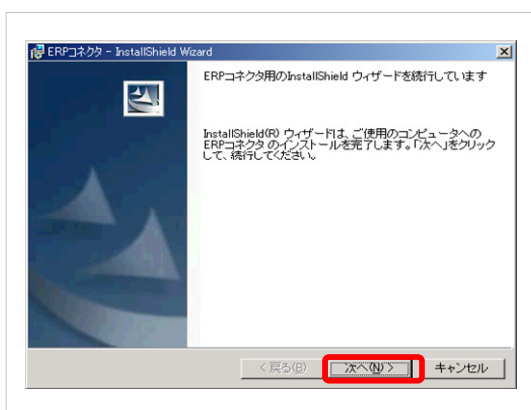 ERPコネクタ - InstallShield Wizard
ERPコネクタ用のInstallShield ウィザードを続行しています
InstallShield(R) ウィザードは、ご使用のコンピュータへの
ERPコネクタ のインストールを完了します。「次へ」をクリック
して、続行してください。
< 戻る(B)
次へ(N) >
キャンセル